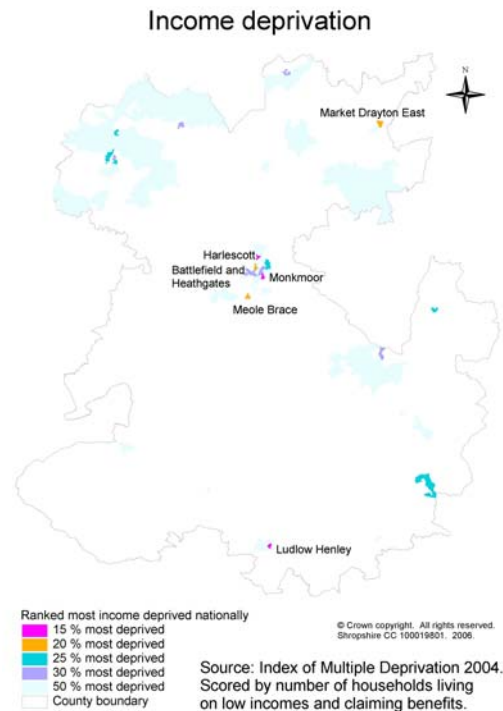 Income deprivation
N
Market Drayton East
Harlescott
Battlefield and
Heathgates
Monkmoor
Meole Brace
Ludlow Henley
Ranked most income deprived nationally
15 % most deprived
20 % most deprived
25 % most deprived
30 % most deprived
50 % most deprived
County boundary
© Crown copyright. All rights reserved.
Shropshire CC 100019801. 2006.
Source: Index of Multiple Deprivation 2004.
Scored by number of households living
on low incomes and claiming benefits.